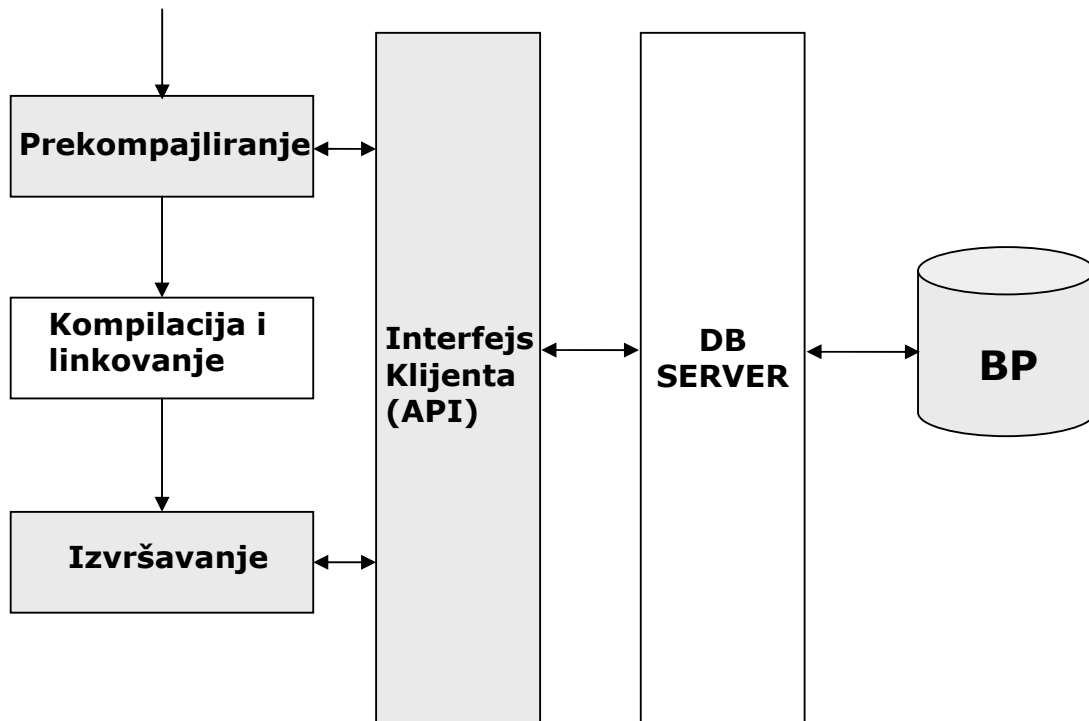 Prekompajliranje
Kompilacija i
linkovanje
Izvršavanje
Interfejs
Klijenta
(API)
DB
SERVER
BP